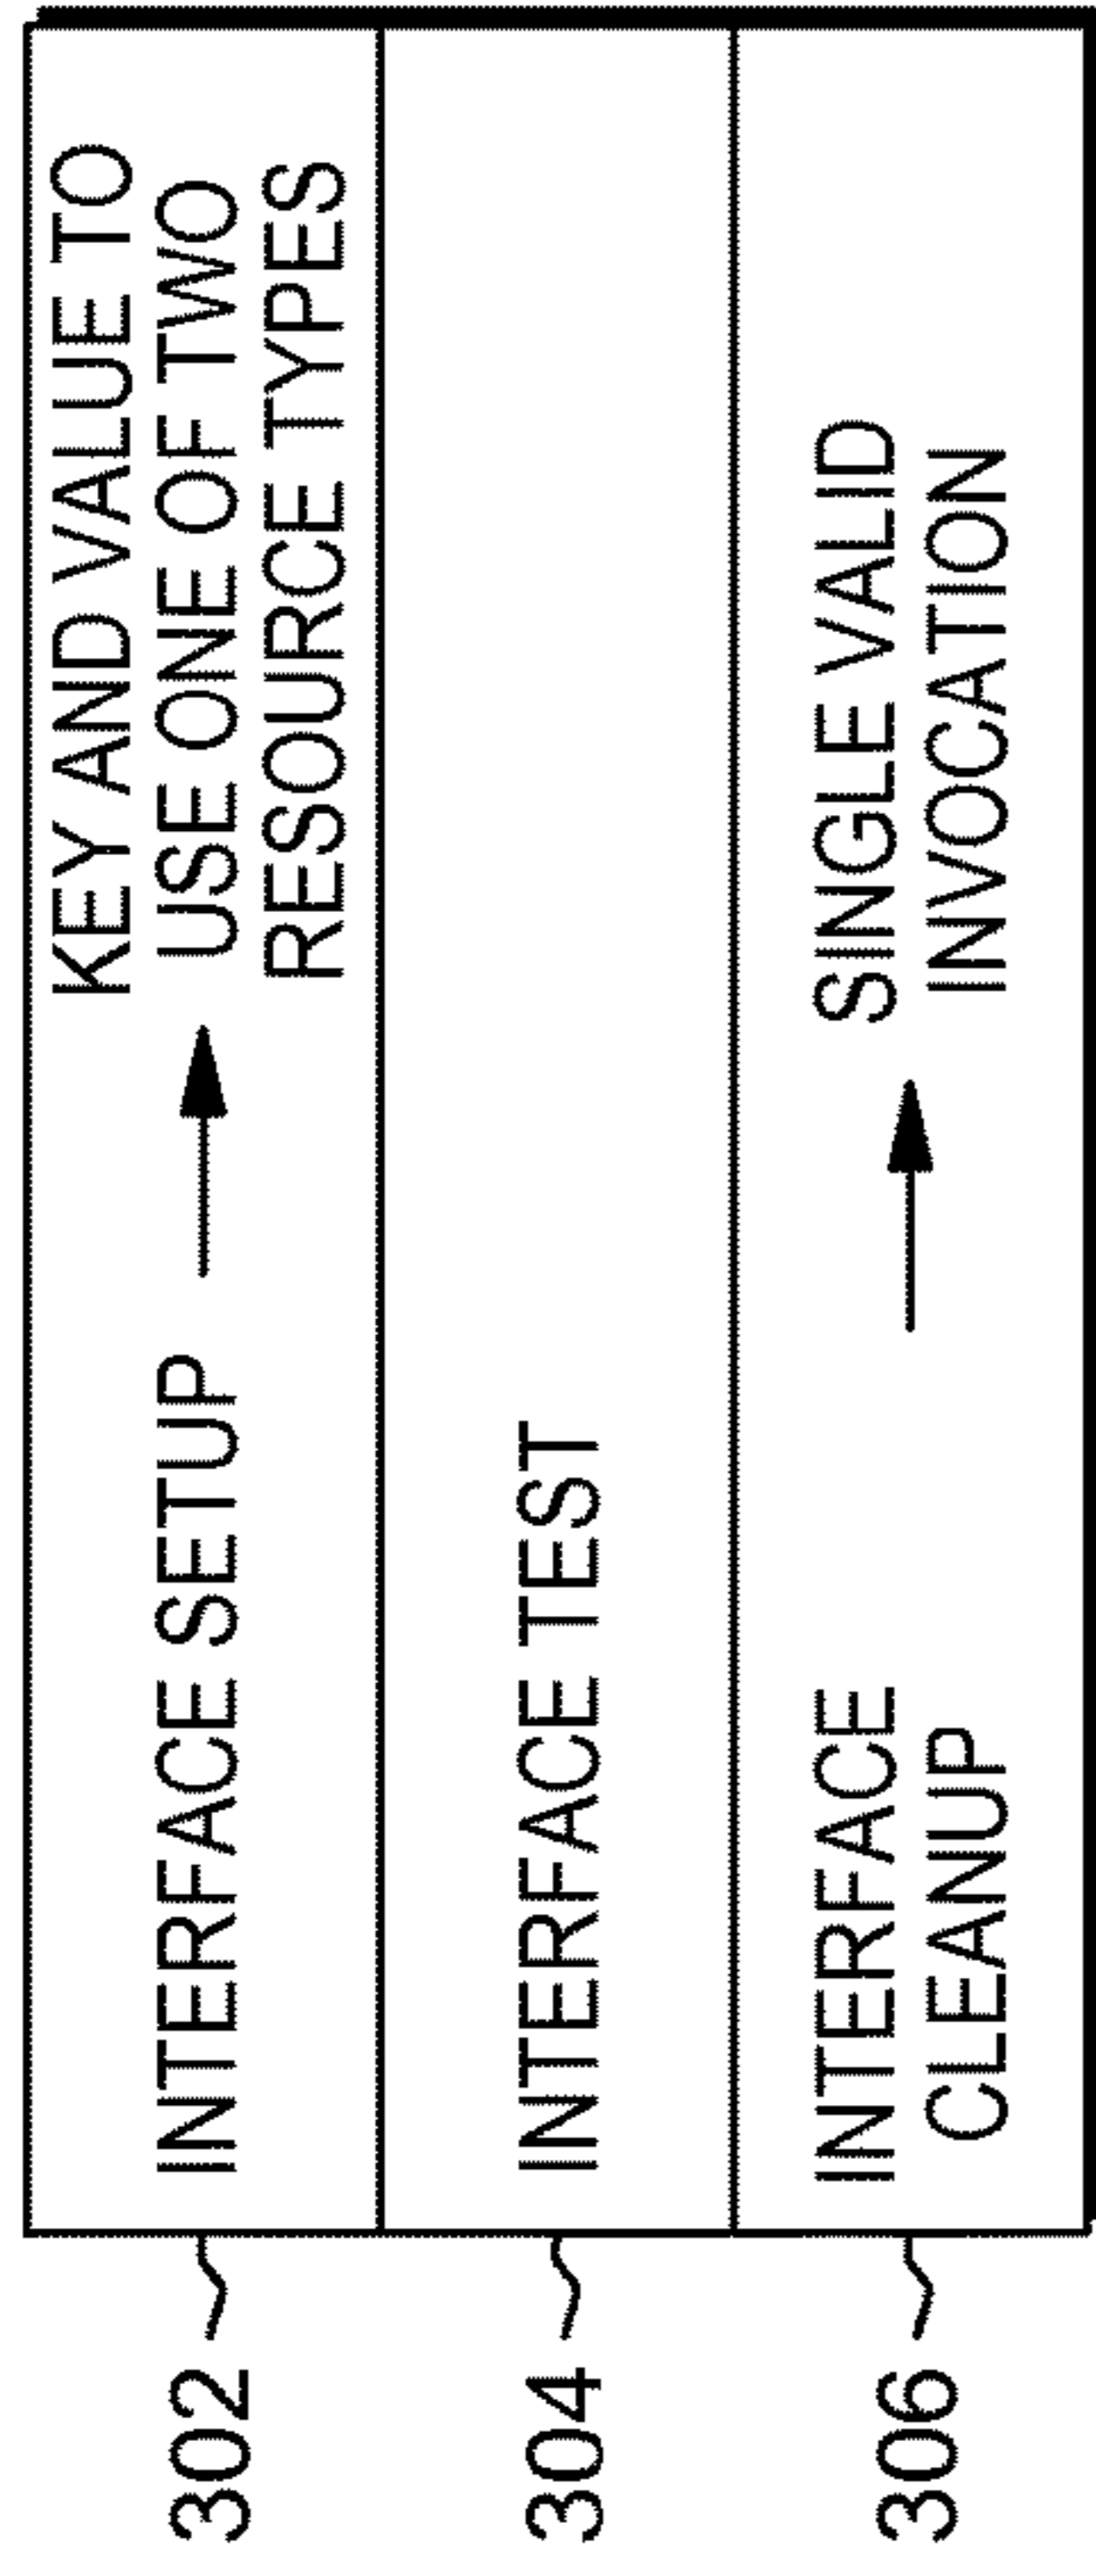 302
INTERFACE SETUP
KEY AND VALUE TO
USE ONE OF TWO
RESOURCE TYPES
304
INTERFACE TEST
306
INTERFACE
CLEANUP
SINGLE VALID
INVOCATION